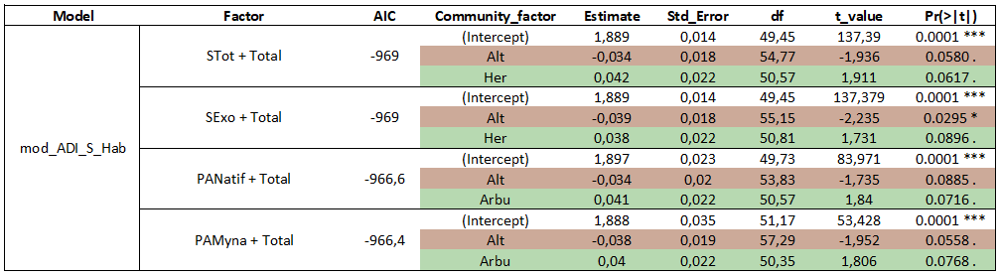 Model Factor AIC Community_factor Estimate Std_Error df t_value Pr(>|t|)
(Intercept) 1,889 0,014 49,45 137,39 0.0001 ***
STot + Total -969 Alt -0,034 0,018 54,77 -1,936 0.0580 .
Her 0,042 0,022 50,57 1,911 0.0617 .
(Intercept) 1,889 0,014 49,45 137,379 0.0001 ***
SExo + Total -969 Alt -0,039 0,018 55,15 -2,235 0.0295 *
Her 0,038 0,022 50,81 1,731 0.0896 .
mod_ADI_S_Hab
(Intercept) 1,897 0,023 49,73 83,971 0.0001 ***
PANatif + Total -966,6 Alt -0,034 0,02 53,83 -1,735 0.0885 .
Arbu 0,041 0,022 50,57 1,84 0.0716 .
(Intercept) 1,888 0,035 51,17 53,428 0.0001 ***
PAMyna + Total -966,4 Alt -0,038 0,019 57,29 -1,952 0.0558 .
Arbu 0,04 0,022 50,35 1,806 0.0768 .